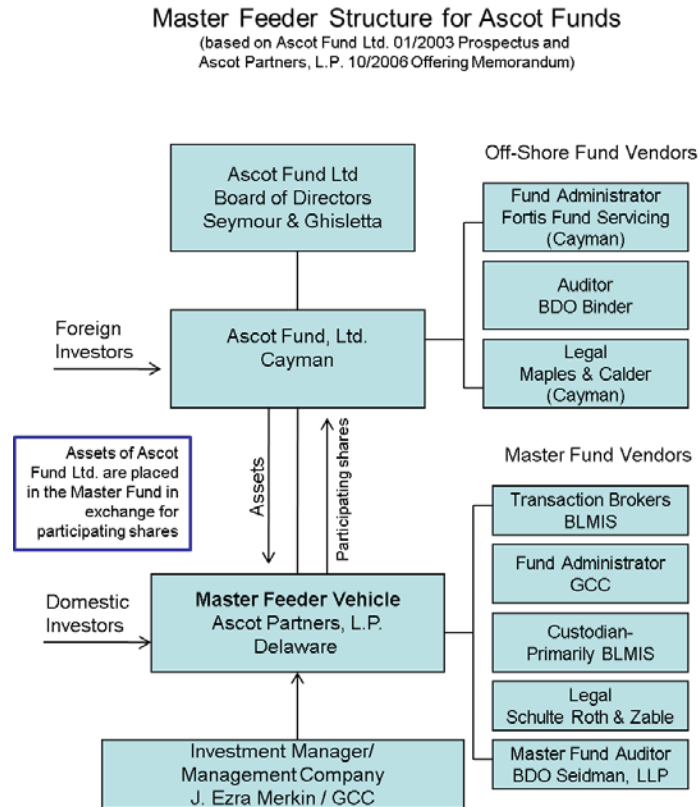 Master Feeder Structure for Ascot Funds
(based on Ascot Fund Ltd. 01/2003 Prospectus and
Ascot Partners, L.P. 10/2006 Offering Memorandum)
Ascot Fund Ltd
Board of Directors
Seymour & Ghisletta
Off-Shore Fund Vendors
Fund Administrator
Fortis Fund Servicing
(Cayman)
Auditor
BDO Binder
Legal
Maples & Calder
(Cayman)
Foreign
Investors
Ascot Fund, Ltd.
Cayman
Assets of Ascot
Fund Ltd. are placed
in the Master Fund in
exchange for
participating shares
Assets
Participating shares
Master Fund Vendors
Transaction Brokers
BLMIS
Fund Administrator
GCC
Custodian-
Primarily BLMIS
Legal
Schulte Roth & Zable
Master Fund Auditor
BDO Seidman, LLP
Domestic
Investors
Master Feeder Vehicle
Ascot Partners, L.P.
Delaware
Investment Manager/
Management Company
J. Ezra Merkin / GCC